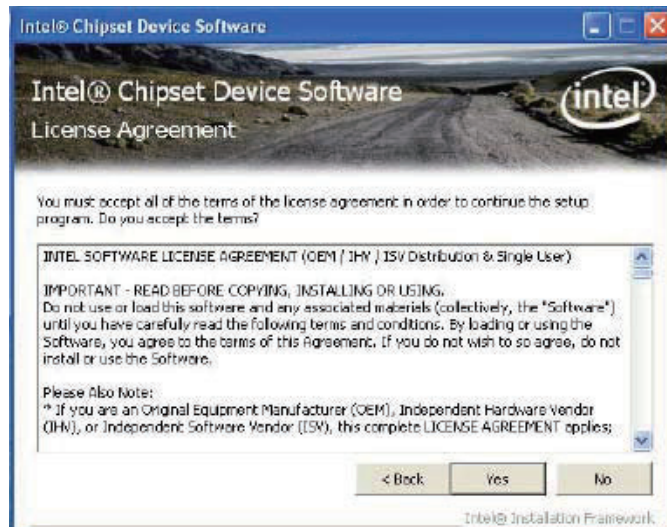 Intel® Chipset Device Software
Intel® Chipset Device Software
intel
License Agreement
You must accept all of the terms of the license agreement in order to continue the setup
program. Do you accept the terms?
INTEL SOFTWARE LICENSE AGREEMENT (OEM / IHV / ISV Distribution & Single User)
IMPORTANT - READ BEFORE COPYING, INSTALLING OR USING.
Do not use or load this software and any associated materials (collectively, the "Software")
until you have carefully read the following terms and conditions. By loading or using the
Software, you agree to the terms of this Agreement. If you do not wish to so agree, do not
install or use the Software.
Please Also Note:
* If you are an Original Equipment Manufacturer (OEM), Independent Hardware Vendor
(IHV), or Independent Software Vendor (ISV), this complete LICENSE AGREEMENT applies;
< Back Yes No
Intel® Installation Framework